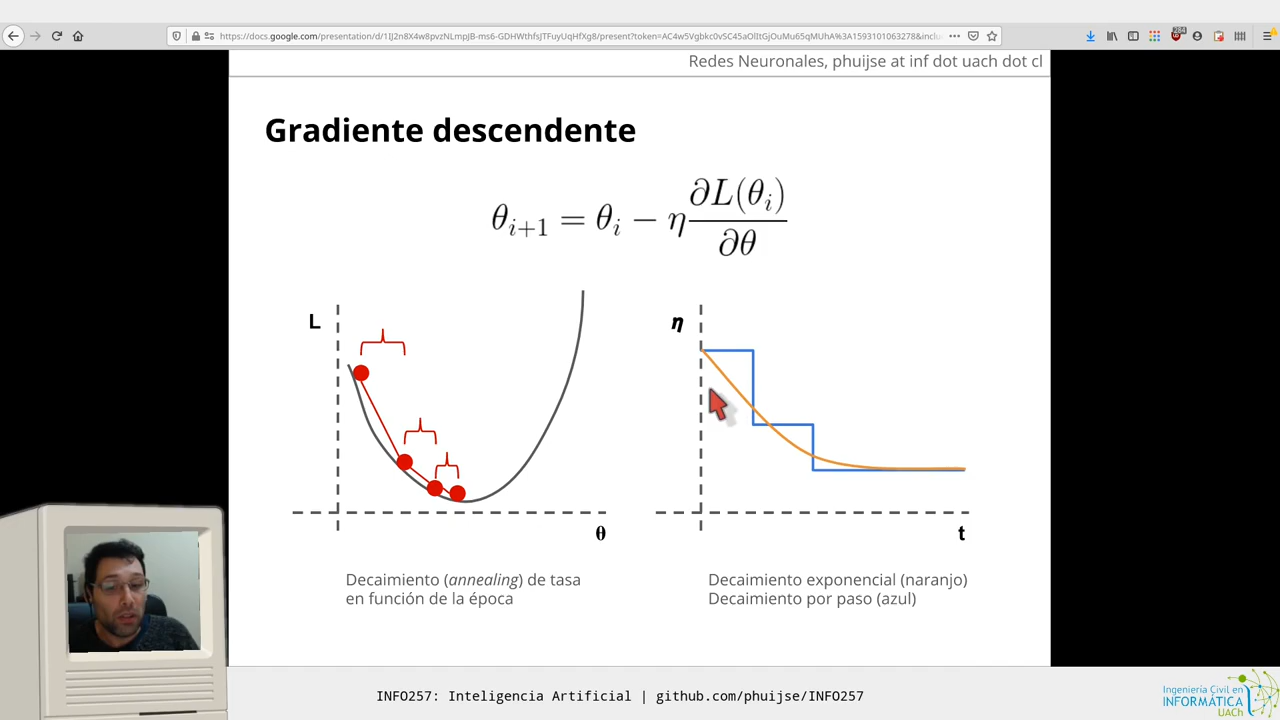 Redes Neuronales, phuijse at inf dot uach dot cl
Gradiente descendente
θ_{i+1} = θ_i − η ∂L(θ_i)/∂θ
L
η
θ
t
Decaimiento (annealing) de tasa
en función de la época
Decaimiento exponencial (naranjo)
Decaimiento por paso (azul)
INFO257: Inteligencia Artificial | github.com/phuijse/INFO257
Ingeniería Civil en
INFORMÁTICA
UACh